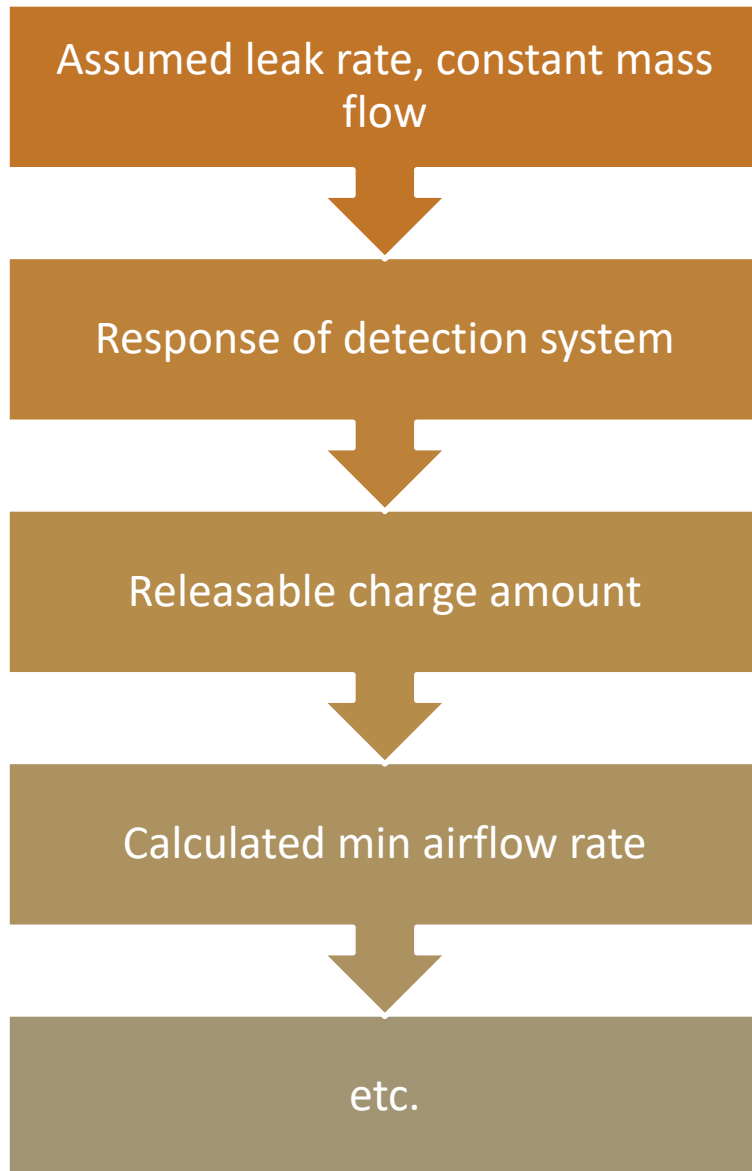 Assumed leak rate, constant mass
flow
Response of detection system
Releasable charge amount
Calculated min airflow rate
etc.